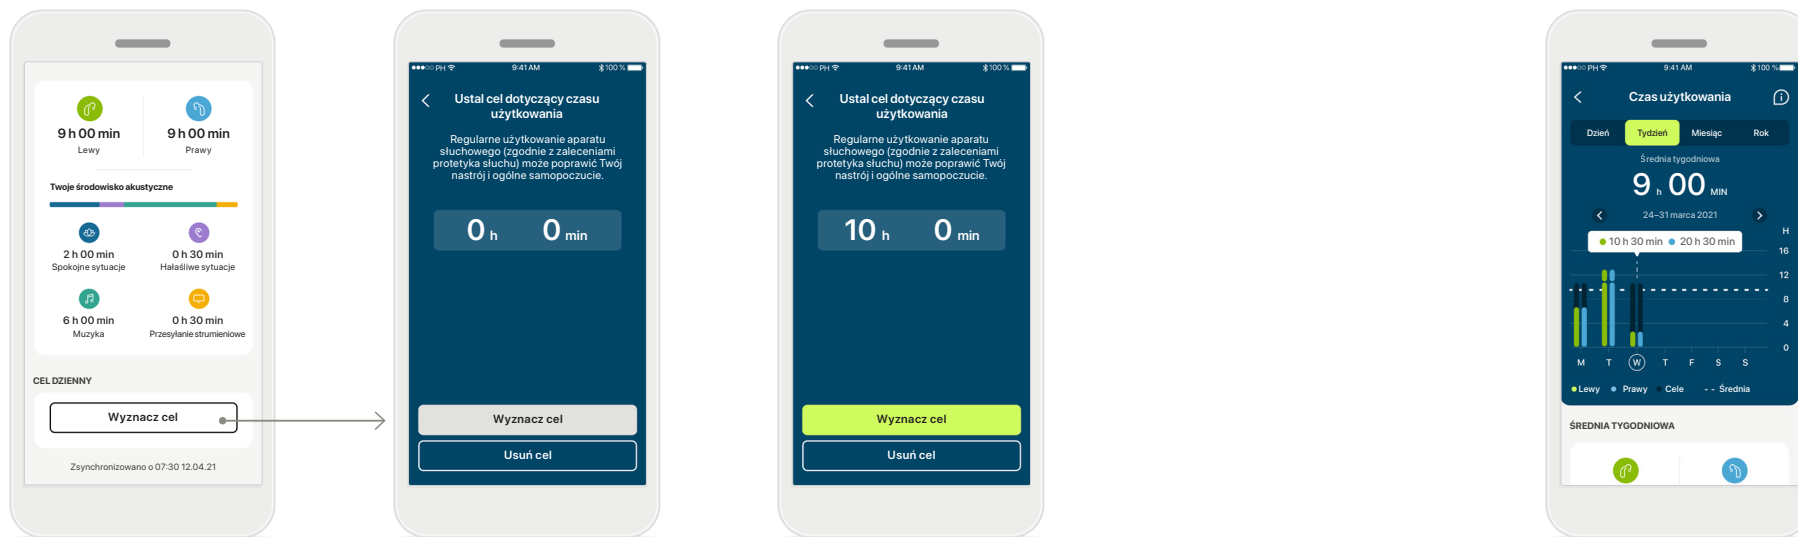 9 h 00 min
9 h 00 min
Lewy
Prawy
Twoje środowisko akustyczne
2 h 00 min
0 h 30 min
Spokojne sytuacje
Hałaśliwe sytuacje
6 h 00 min
0 h 30 min
Muzyka
Przesyłanie strumieniowe
CEL DZIENNY
Wyznacz cel
Zsynchronizowano o 07:30 12.04.21
PH 9:41 AM 100 %
Ustal cel dotyczący czasu
użytkowania
Regularne użytkowanie aparatu
słuchowego (zgodnie z zaleceniami
protetyka słuchu) może poprawić Twój
nastrój i ogólne samopoczucie.
0 h 0 min
Wyznacz cel
Usuń cel
PH 9:41 AM 100 %
Ustal cel dotyczący czasu
użytkowania
Regularne użytkowanie aparatu
słuchowego (zgodnie z zaleceniami
protetyka słuchu) może poprawić Twój
nastrój i ogólne samopoczucie.
10 h 0 min
Wyznacz cel
Usuń cel
PH 9:41 AM 100 %
Czas użytkowania
Dzień Tydzień Miesiąc Rok
Średnia tygodniowa
9 h 00 MIN
24–31 marca 2021
H
10 h 30 min 20 h 30 min
16
12
8
4
0
M T W T F S S
Lewy Prawy Cele - - Średnia
ŚREDNIA TYGODNIOWA